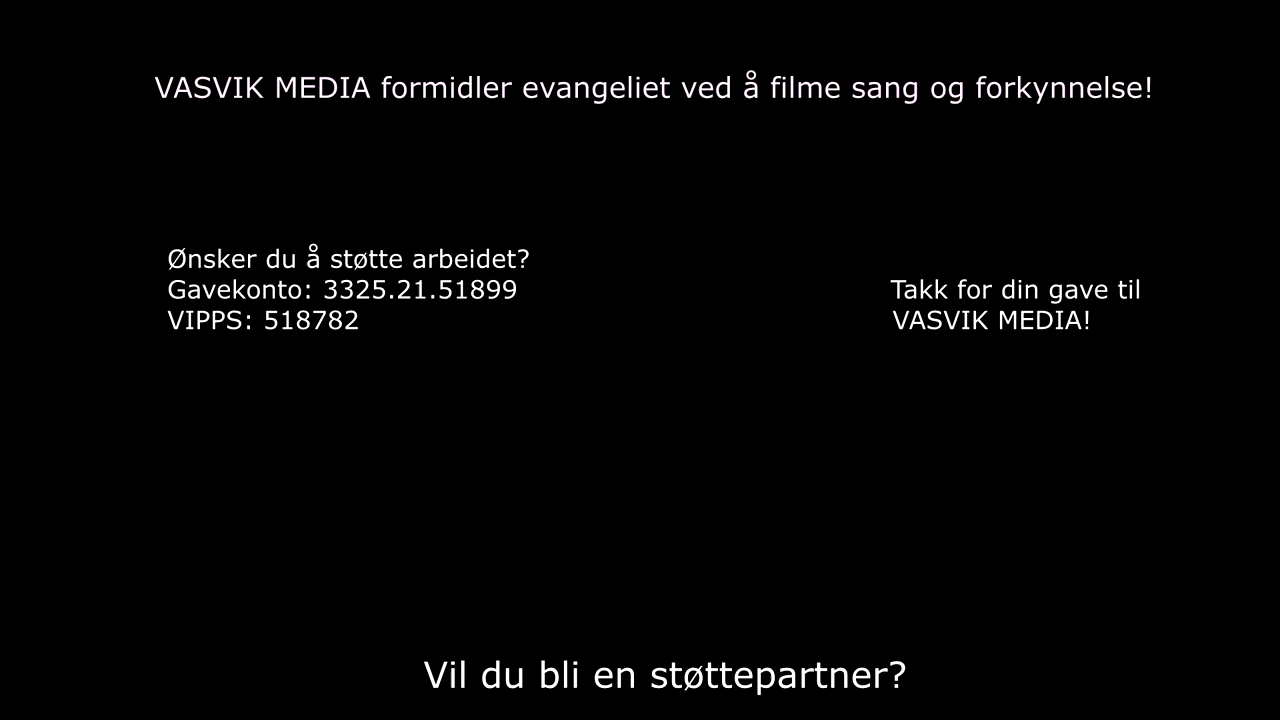 VASVIK MEDIA formidler evangeliet ved å filme sang og forkynnelse!
Ønsker du å støtte arbeidet?
Gavekonto: 3325.21.51899
VIPPS: 518782
Takk for din gave til
VASVIK MEDIA!
Vil du bli en støttepartner?